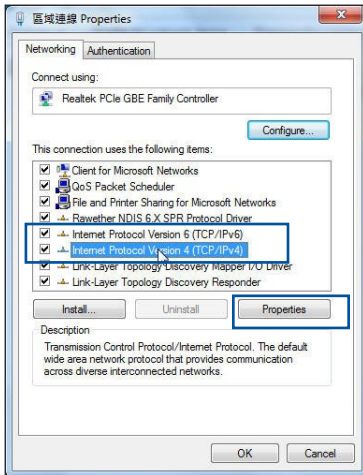 區域連線 Properties
Networking Authentication
Connect using:
Realtek PCIe GBE Family Controller
Configure...
This connection uses the following items:
Client for Microsoft Networks
QoS Packet Scheduler
File and Printer Sharing for Microsoft Networks
Rawether NDIS 6.X SPR Protocol Driver
Internet Protocol Version 6 (TCP/IPv6)
Internet Protocol Version 4 (TCP/IPv4)
Link-Layer Topology Discovery Mapper I/O Driver
Link-Layer Topology Discovery Responder
Install... Uninstall Properties
Description
Transmission Control Protocol/Internet Protocol. The default
wide area network protocol that provides communication
across diverse interconnected networks.
OK Cancel